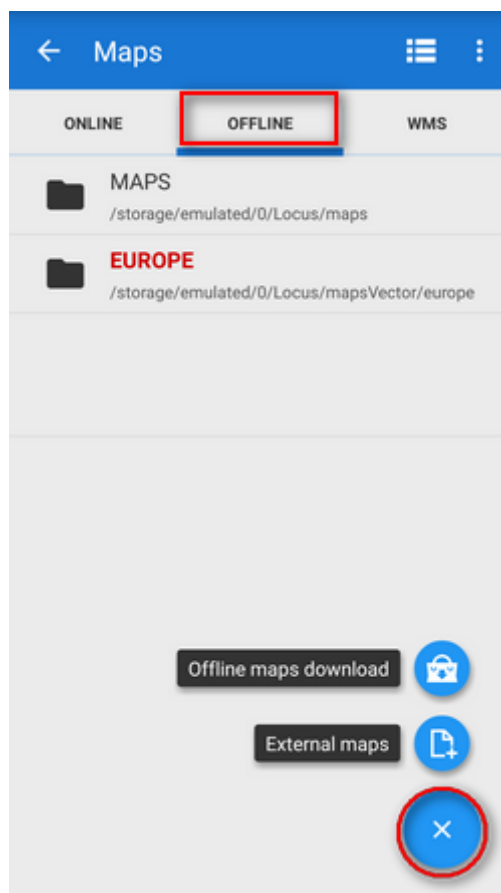 Maps
ONLINE OFFLINE WMS
MAPS
/storage/emulated/0/Locus/maps
EUROPE
/storage/emulated/0/Locus/mapsVector/europe
Offline maps download
External maps